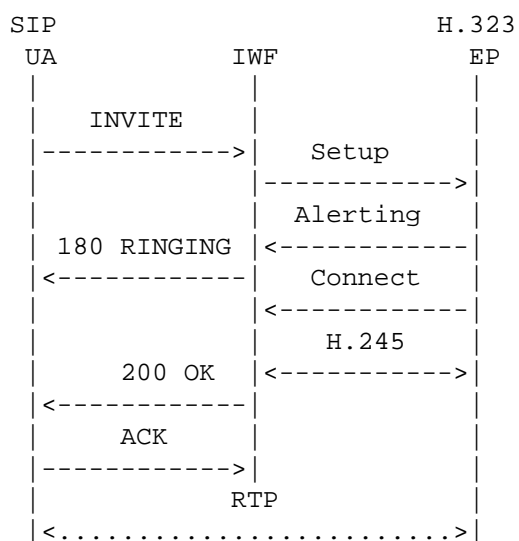 SIP H.323
UA IWF EP
INVITE
Setup
Alerting
180 RINGING
Connect
H.245
200 OK
ACK
RTP